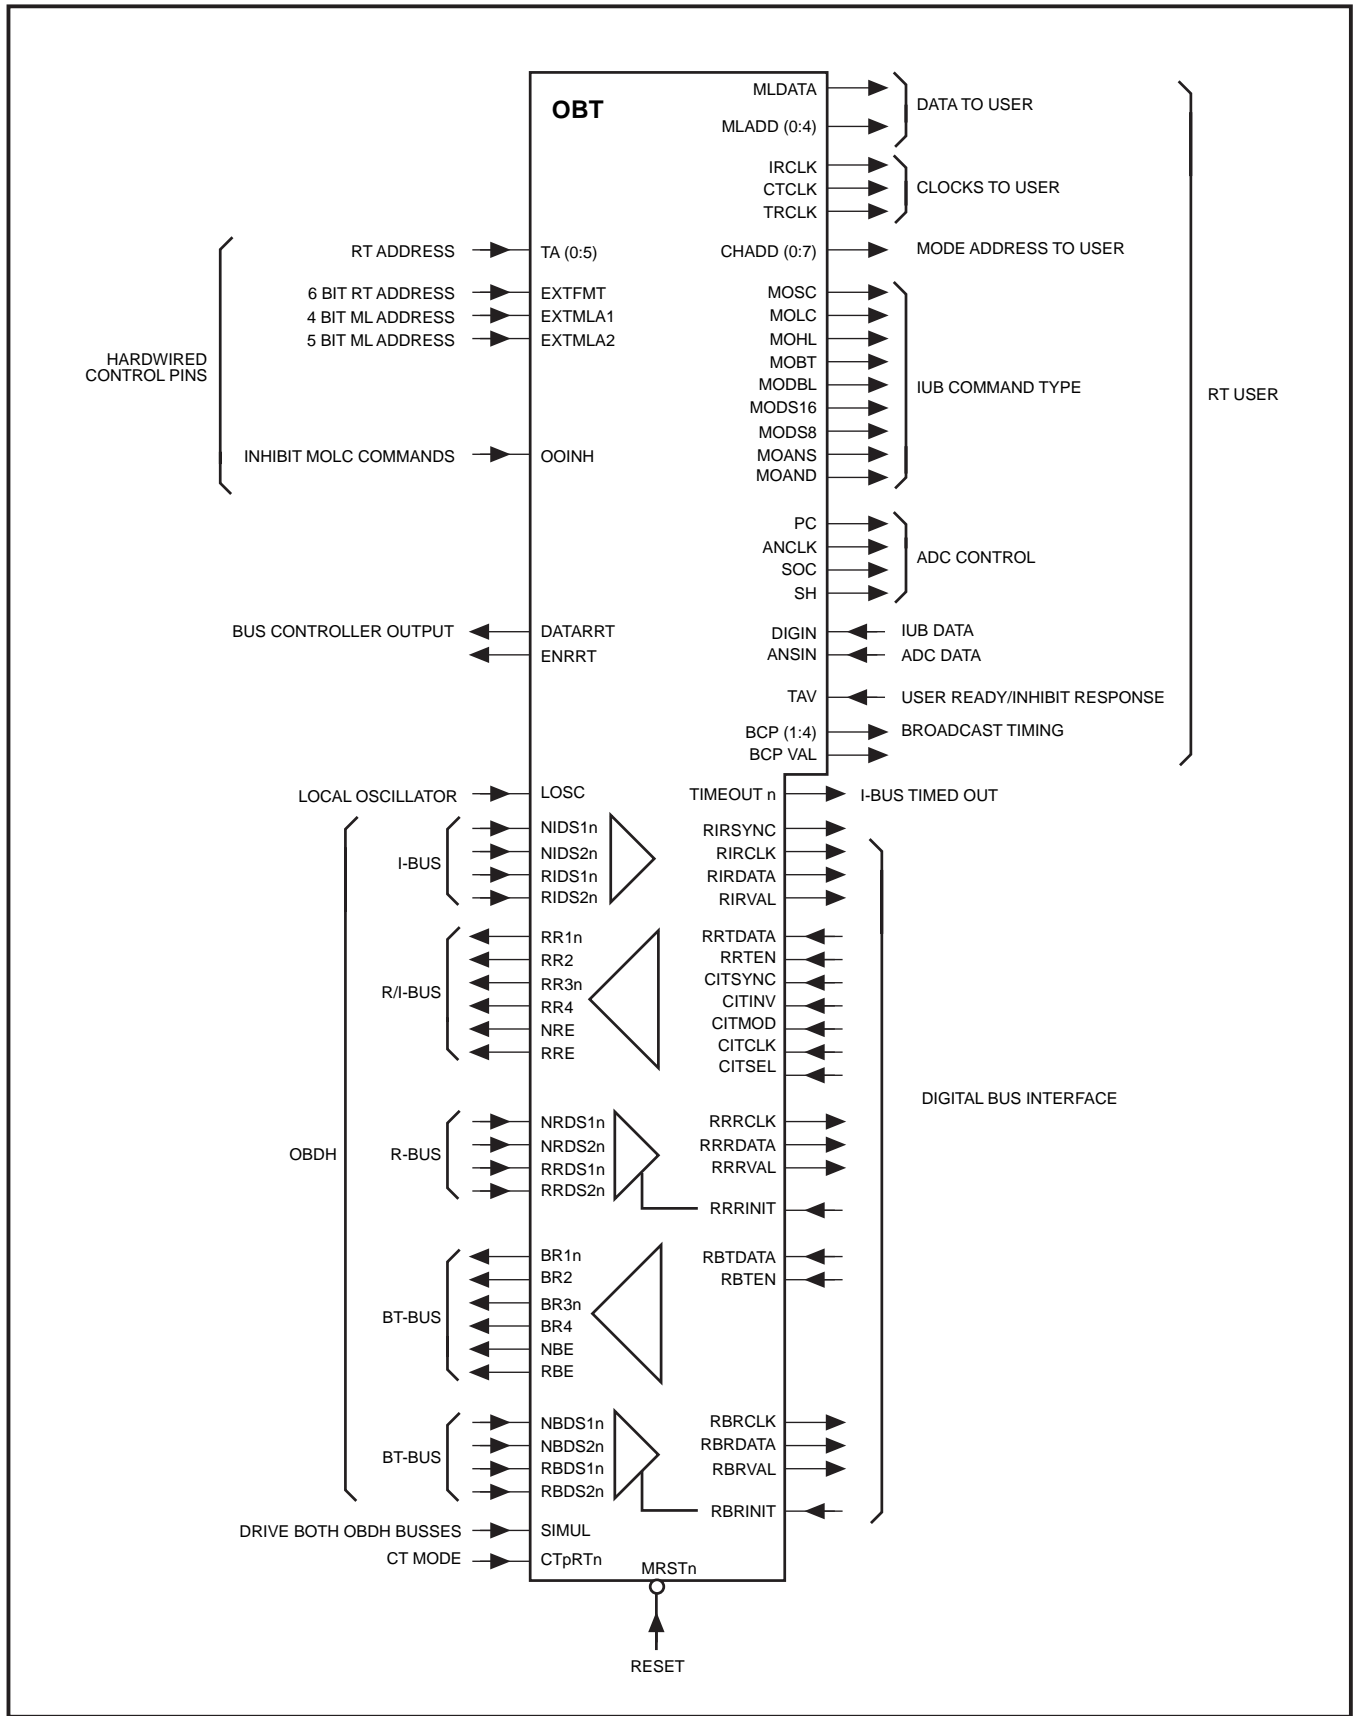 OBT
MLDATA
DATA TO USER
MLADD (0:4)
IRCLK
CTCLK
CLOCKS TO USER
TRCLK
RT ADDRESS
TA (0:5)
CHADD (0:7)
MODE ADDRESS TO USER
6 BIT RT ADDRESS
EXTFMT
4 BIT ML ADDRESS
EXTMLA1
5 BIT ML ADDRESS
EXTMLA2
HARDWIRED
CONTROL PINS
INHIBIT MOLC COMMANDS
OOINH
MOSC
MOLC
MOHL
MOBT
MODBL
MODS16
MODS8
MOANS
MOAND
IUB COMMAND TYPE
RT USER
PC
ANCLK
SOC
SH
ADC CONTROL
BUS CONTROLLER OUTPUT
DATARRT
ENRRT
DIGIN
IUB DATA
ANSIN
ADC DATA
TAV
USER READY/INHIBIT RESPONSE
BCP (1:4)
BROADCAST TIMING
BCP VAL
LOCAL OSCILLATOR
LOSC
TIMEOUT n
I-BUS TIMED OUT
I-BUS
NIDS1n
NIDS2n
RIDS1n
RIDS2n
RIRSYNC
RIRCLK
RIRDATA
RIRVAL
R/I-BUS
RR1n
RR2
RR3n
RR4
NRE
RRE
RRTDATA
RRTEN
CITSYNC
CITINV
CITMOD
CITCLK
CITSEL
DIGITAL BUS INTERFACE
OBDH
R-BUS
NRDS1n
NRDS2n
RRDS1n
RRDS2n
RRRCLK
RRRDATA
RRRVAL
RRRINIT
BT-BUS
BR1n
BR2
BR3n
BR4
NBE
RBE
RBTDATA
RBTEN
BT-BUS
NBDS1n
NBDS2n
RBDS1n
RBDS2n
RBRCLK
RBRDATA
RBRVAL
RBRINIT
DRIVE BOTH OBDH BUSSES
SIMUL
CT MODE
CTpRTn
MRSTn
RESET